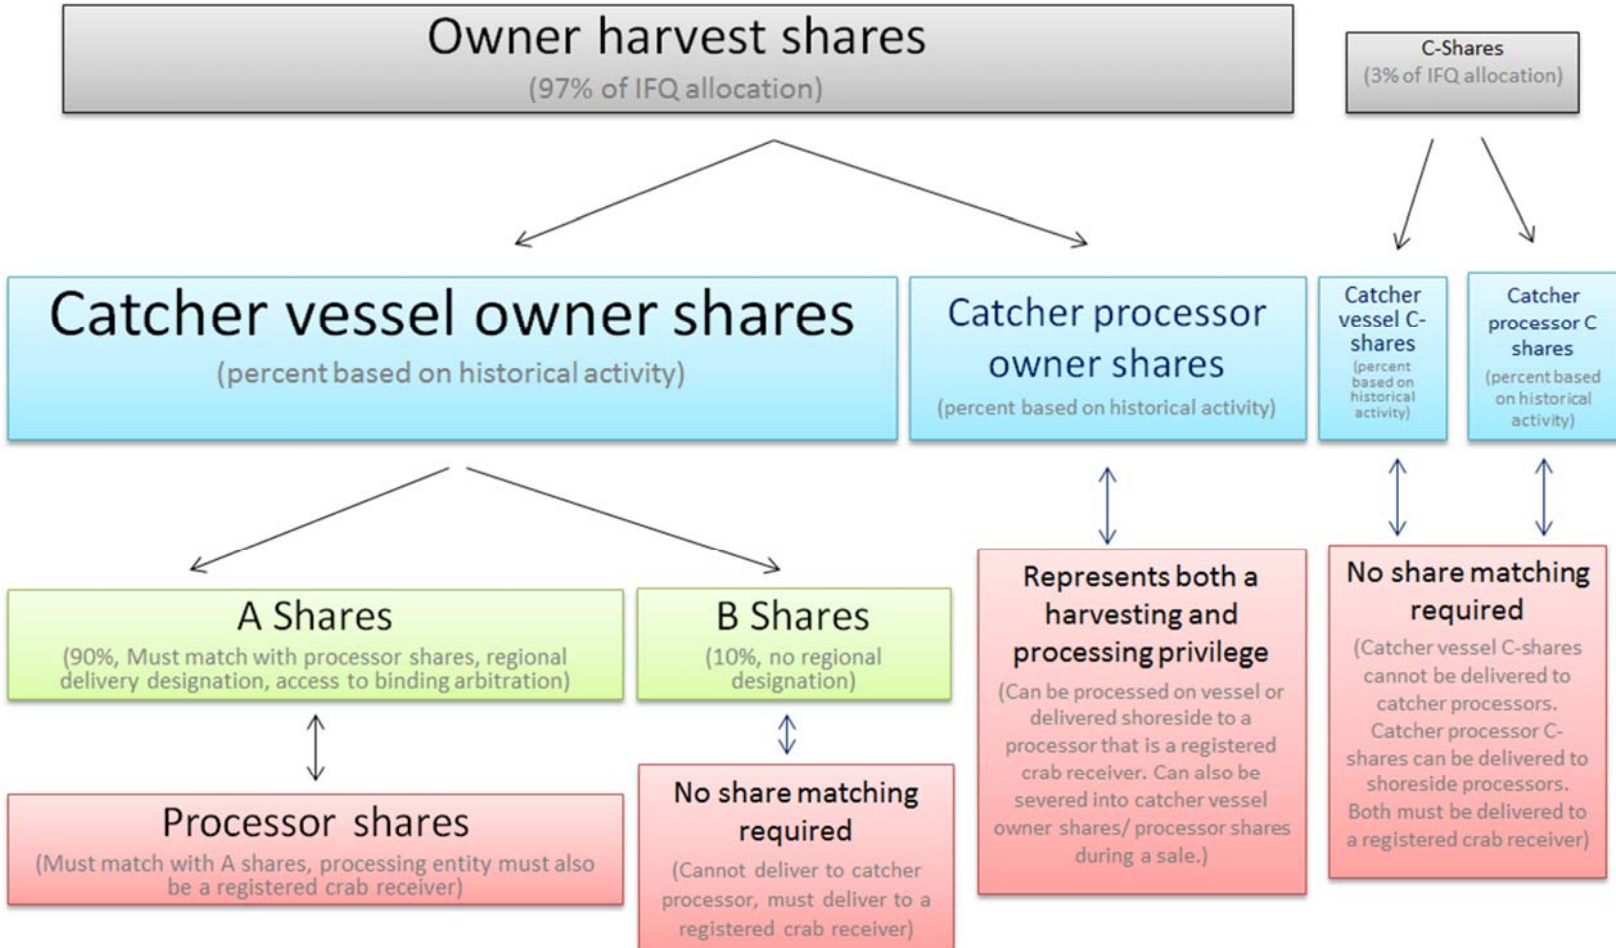 Owner harvest shares
(97% of IFQ allocation)
C-Shares
(3% of IFQ allocation)
Catcher vessel owner shares
(percent based on historical activity)
Catcher processor
owner shares
(percent based on historical activity)
Catcher
vessel C-
shares
(percent
based on
historical
activity)
Catcher
processor C
shares
(percent based
on historical
activity)
A Shares
(90%, Must match with processor shares, regional
delivery designation, access to binding arbitration)
B Shares
(10%, no regional
designation)
Represents both a
harvesting and
processing privilege
(Can be processed on vessel or
delivered shoreside to a
processor that is a registered
crab receiver. Can also be
severed into catcher vessel
owner shares/ processor shares
during a sale.)
No share matching
required
(Catcher vessel C-shares
cannot be delivered to
catcher processors.
Catcher processor C-
shares can be delivered to
shoreside processors.
Both must be delivered to
a registered crab receiver)
Processor shares
(Must match with A shares, processing entity must also
be a registered crab receiver)
No share matching
required
(Cannot deliver to catcher
processor, must deliver to a
registered crab receiver)